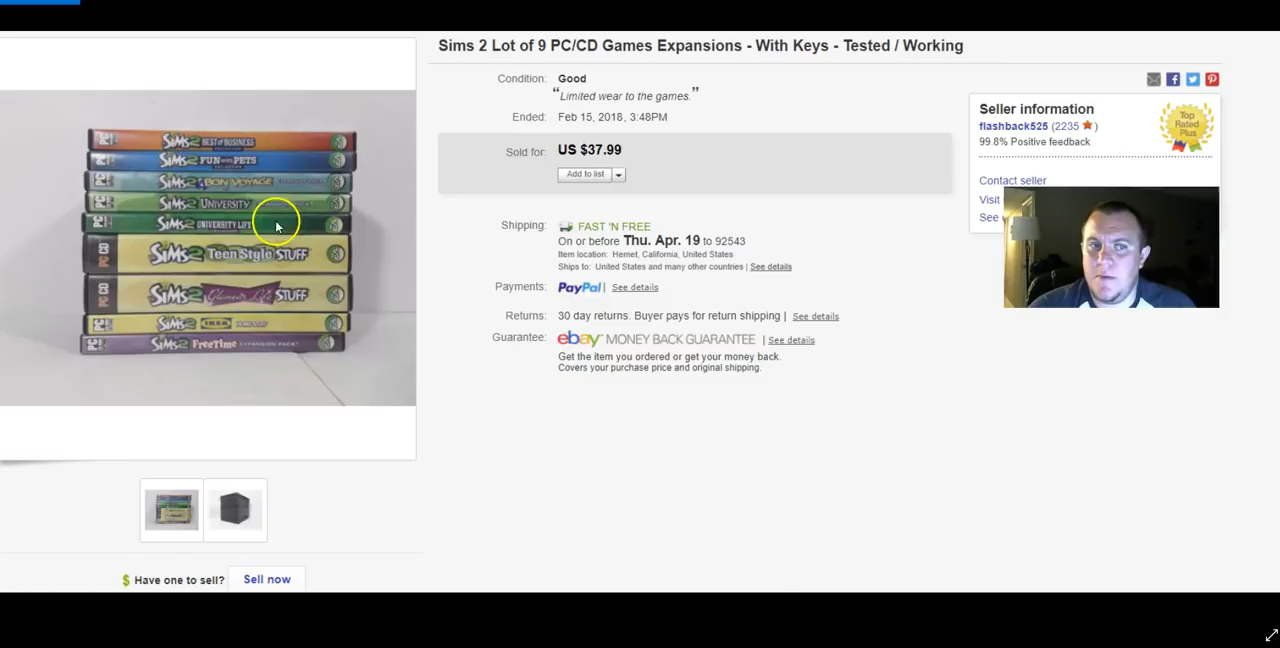 Sims 2 Lot of 9 PC/CD Games Expansions - With Keys - Tested / Working
Condition: Good
"Limited wear to the games."
Ended: Feb 15, 2018, 3:48PM
Sold for: US $37.99
Add to list
Shipping: FAST 'N FREE
On or before Thu. Apr. 19 to 92543
Item location: Hemet, California, United States
Ships to: United States and many other countries | See details
Payments: PayPal | See details
Returns: 30 day returns. Buyer pays for return shipping | See details
Guarantee: ebay MONEY BACK GUARANTEE | See details
Get the item you ordered or get your money back.
Covers your purchase price and original shipping.
Seller information
flashback525 (2235 )
99.8% Positive feedback
Top
Rated
Plus
Contact seller
Visit
See
SIMS 2 BEST OF BUSINESS
SIMS 2 FUN WITH PETS
SIMS 2 BON VOYAGE
SIMS 2 UNIVERSITY
SIMS 2 UNIVERSITY LIFE
PC CD SIMS 2 Teen Style STUFF
PC CD SIMS 2 Glamour Life STUFF
SIMS 2 IKEA
SIMS 2 FreeTime EXPANSION PACK
$ Have one to sell? Sell now